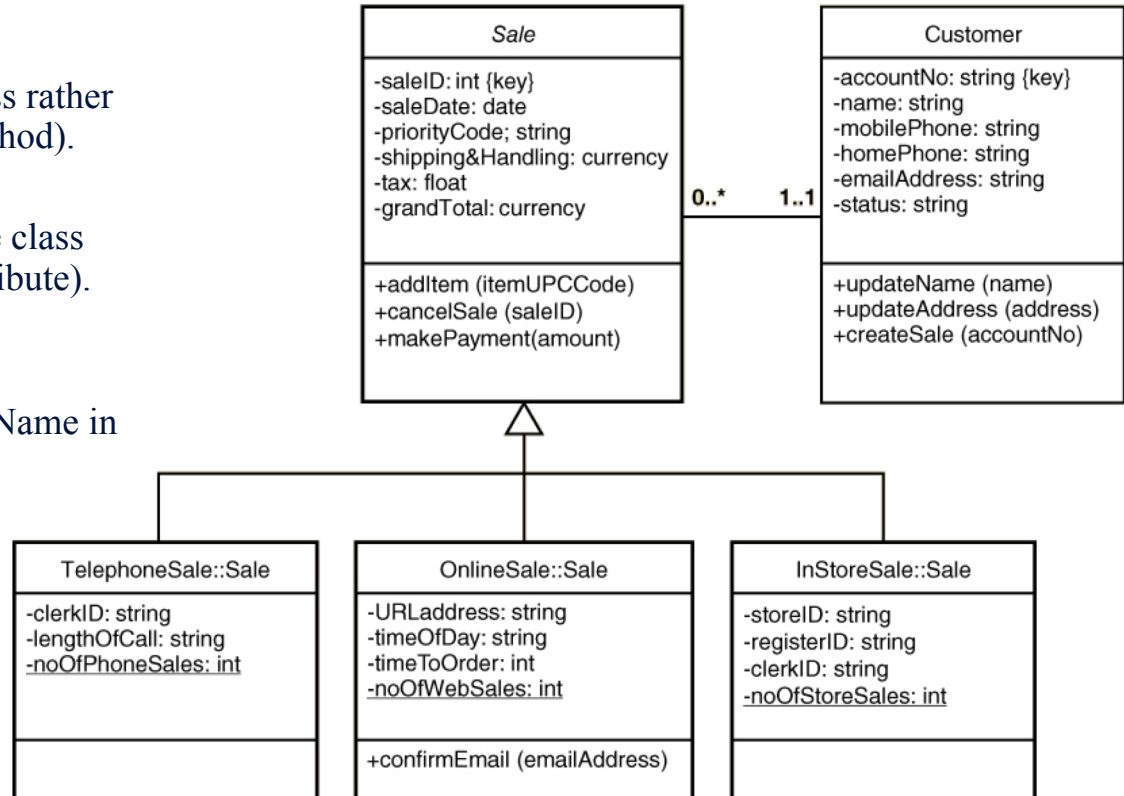 s rather
hod).
e class
ibute).
Name in
Sale
-saleID: int {key}
-saleDate: date
-priorityCode; string
-shipping&Handling: currency
-tax: float
-grandTotal: currency
+addItem (itemUPCCode)
+cancelSale (saleID)
+makePayment(amount)
0..* 1..1
Customer
-accountNo: string {key}
-name: string
-mobilePhone: string
-homePhone: string
-emailAddress: string
-status: string
+updateName (name)
+updateAddress (address)
+createSale (accountNo)
TelephoneSale::Sale
-clerkID: string
-lengthOfCall: string
-noOfPhoneSales: int
OnlineSale::Sale
-URLaddress: string
-timeOfDay: string
-timeToOrder: int
-noOfWebSales: int
+confirmEmail (emailAddress)
InStoreSale::Sale
-storeID: string
-registerID: string
-clerkID: string
-noOfStoreSales: int